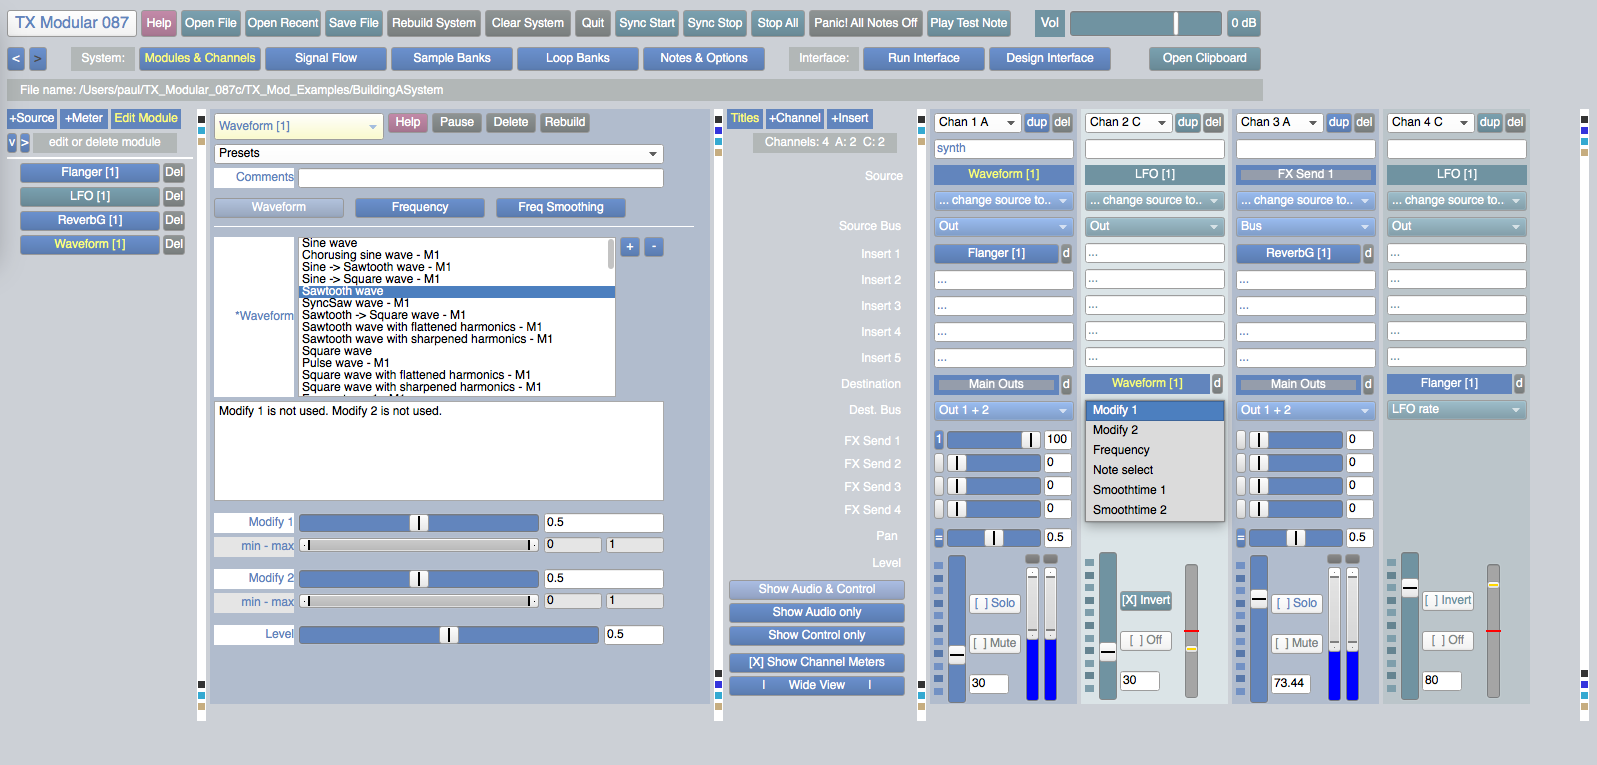 TX Modular 087 Help Open File Open Recent Save File Rebuild System Clear System Quit Sync Start Sync Stop Stop All Panic! All Notes Off Play Test Note Vol 0 dB
< > System: Modules & Channels Signal Flow Sample Banks Loop Banks Notes & Options Interface: Run Interface Design Interface Open Clipboard
File name: /Users/paul/TX_Modular_087c/TX_Mod_Examples/BuildingASystem
+Source +Meter Edit Module
v > edit or delete module
Flanger [1] Del
LFO [1] Del
ReverbG [1] Del
Waveform [1] Del
Waveform [1] Help Pause Delete Rebuild
Presets
Comments
Waveform Frequency Freq Smoothing
*Waveform + -
Sine wave
Chorusing sine wave - M1
Sine -> Sawtooth wave - M1
Sine -> Square wave - M1
Sawtooth wave
SyncSaw wave - M1
Sawtooth -> Square wave - M1
Sawtooth wave with flattened harmonics - M1
Sawtooth wave with sharpened harmonics - M1
Square wave
Pulse wave - M1
Square wave with flattened harmonics - M1
Square wave with sharpened harmonics - M1
Modify 1 is not used. Modify 2 is not used.
Modify 1 0.5
min - max 0 1
Modify 2 0.5
min - max 0 1
Level 0.5
Titles +Channel +Insert
Channels: 4 A: 2 C: 2
Source
Source Bus
Insert 1
Insert 2
Insert 3
Insert 4
Insert 5
Destination
Dest. Bus
FX Send 1
FX Send 2
FX Send 3
FX Send 4
Pan
Level
Show Audio & Control
Show Audio only
Show Control only
[X] Show Channel Meters
| Wide View |
Chan 1 A dup del
synth
Waveform [1]
... change source to..
Out
Flanger [1] d
...
...
...
...
Main Outs d
Out 1 + 2
1 100
0
0
0
= 0.5
[ ] Solo
[ ] Mute
30
Chan 2 C dup del
LFO [1]
... change source to..
Out
...
...
...
...
...
Waveform [1] d
Modify 1
Modify 2
Frequency
Note select
Smoothtime 1
Smoothtime 2
[X] Invert
[ ] Off
30
Chan 3 A dup del
FX Send 1
... change source to..
Bus
ReverbG [1] d
...
...
...
...
Main Outs d
Out 1 + 2
0
0
0
0
= 0.5
[ ] Solo
[ ] Mute
73.44
Chan 4 C dup del
LFO [1]
... change source to..
Out
...
...
...
...
...
Flanger [1] d
LFO rate
[ ] Invert
[ ] Off
80